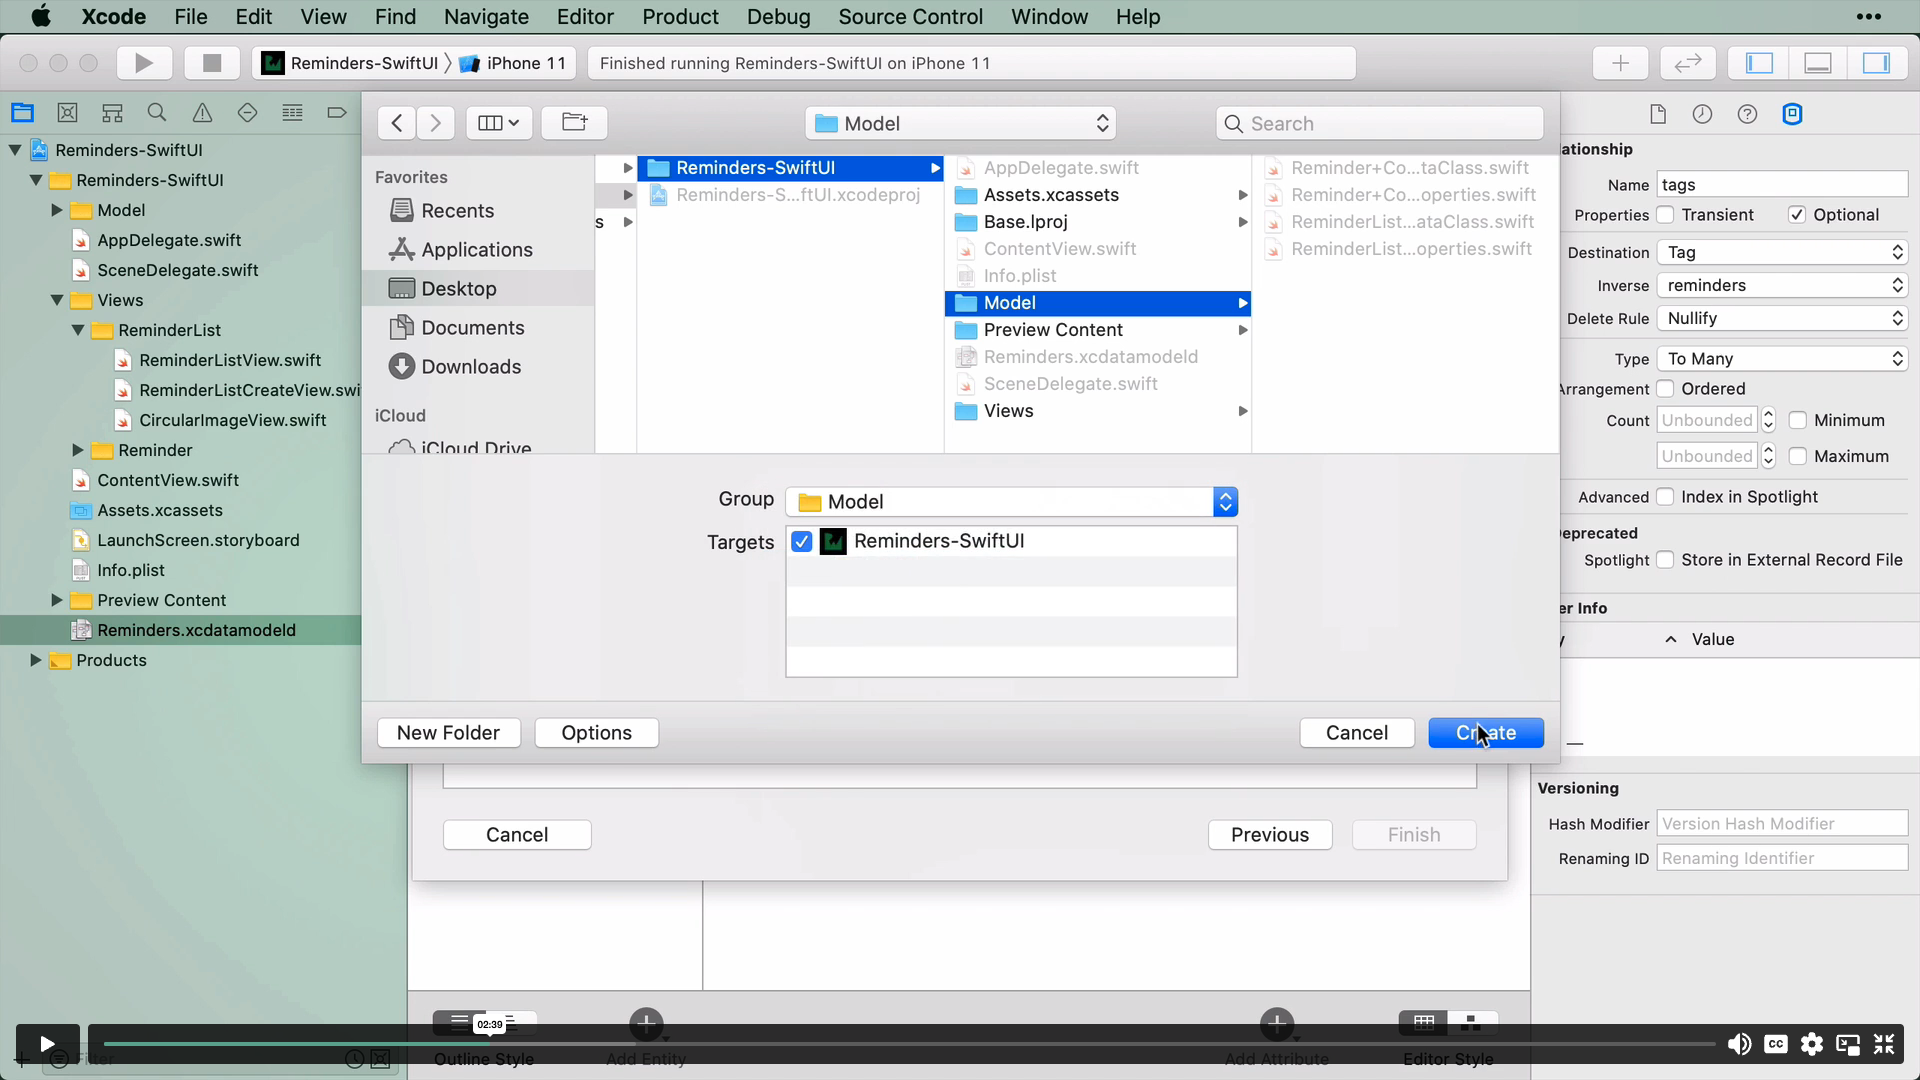 Xcode File Edit View Find Navigate Editor Product Debug Source Control Window Help
Reminders-SwiftUI iPhone 11 Finished running Reminders-SwiftUI on iPhone 11
Model
Search
Reminders-SwiftUI
Reminders-SwiftUI
Model
AppDelegate.swift
SceneDelegate.swift
Views
ReminderList
ReminderListView.swift
ReminderListCreateView.swi
CircularImageView.swift
Reminder
ContentView.swift
Assets.xcassets
LaunchScreen.storyboard
Info.plist
Preview Content
Reminders.xcdatamodeld
Products
Favorites
Recents
Applications
Desktop
Documents
Downloads
iCloud
iCloud Drive
s
Reminders-SwiftUI
Reminders-S...ftUI.xcodeproj
AppDelegate.swift
Assets.xcassets
Base.lproj
ContentView.swift
Info.plist
Model
Preview Content
Reminders.xcdatamodeld
SceneDelegate.swift
Views
Reminder+Co...taClass.swift
Reminder+Co...operties.swift
ReminderList...ataClass.swift
ReminderList...operties.swift
Group Model
Targets Reminders-SwiftUI
New Folder Options Cancel Create
Cancel Previous Finish
ationship
Name tags
Properties Transient Optional
Destination Tag
Inverse reminders
Delete Rule Nullify
Type To Many
Arrangement Ordered
Count Unbounded Minimum
Unbounded Maximum
Advanced Index in Spotlight
eprecated
Spotlight Store in External Record File
er Info
y Value
Versioning
Hash Modifier Version Hash Modifier
Renaming ID Renaming Identifier
02:39
CC
Filter
Outline Style Add Entity Add Attribute Editor Style